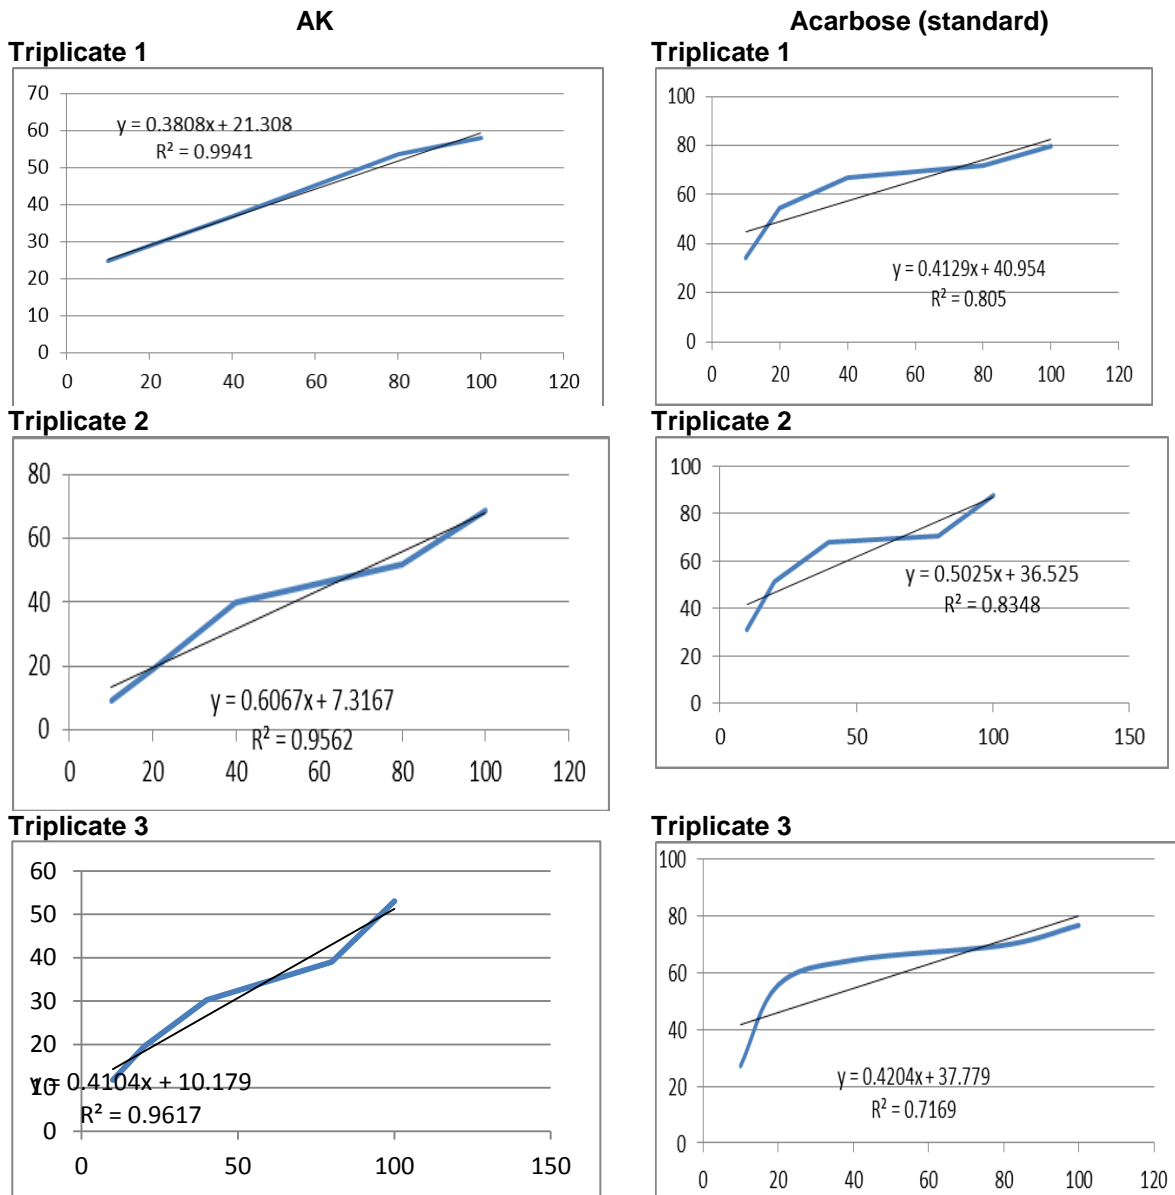 AK
Acarbose (standard)
Triplicate 1
Triplicate 1
70
60
50
40
30
20
10
0
y = 0.3808x + 21.308
R² = 0.9941
0 20 40 60 80 100 120
100
80
60
40
20
0
y = 0.4129x + 40.954
R² = 0.805
0 20 40 60 80 100 120
Triplicate 2
Triplicate 2
80
60
40
20
0
y = 0.6067x + 7.3167
R² = 0.9562
0 20 40 60 80 100 120
100
80
60
40
20
0
y = 0.5025x + 36.525
R² = 0.8348
0 50 100 150
Triplicate 3
Triplicate 3
60
50
40
30
20
10
0
y = 0.4104x + 10.179
R² = 0.9617
0 50 100 150
100
80
60
40
20
0
y = 0.4204x + 37.779
R² = 0.7169
0 20 40 60 80 100 120